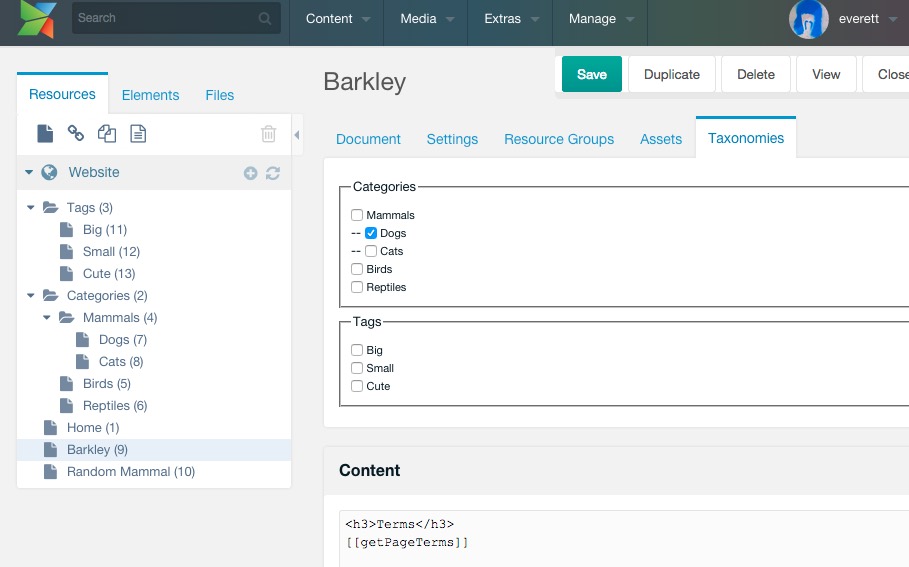 Search
Content
Media
Extras
Manage
everett
Resources
Elements
Files
Website
Tags (3)
Big (11)
Small (12)
Cute (13)
Categories (2)
Mammals (4)
Dogs (7)
Cats (8)
Birds (5)
Reptiles (6)
Home (1)
Barkley (9)
Random Mammal (10)
Barkley
Save
Duplicate
Delete
View
Close
Document
Settings
Resource Groups
Assets
Taxonomies
Categories
Mammals
-- Dogs
-- Cats
Birds
Reptiles
Tags
Big
Small
Cute
Content
<h3>Terms</h3>
[[getPageTerms]]